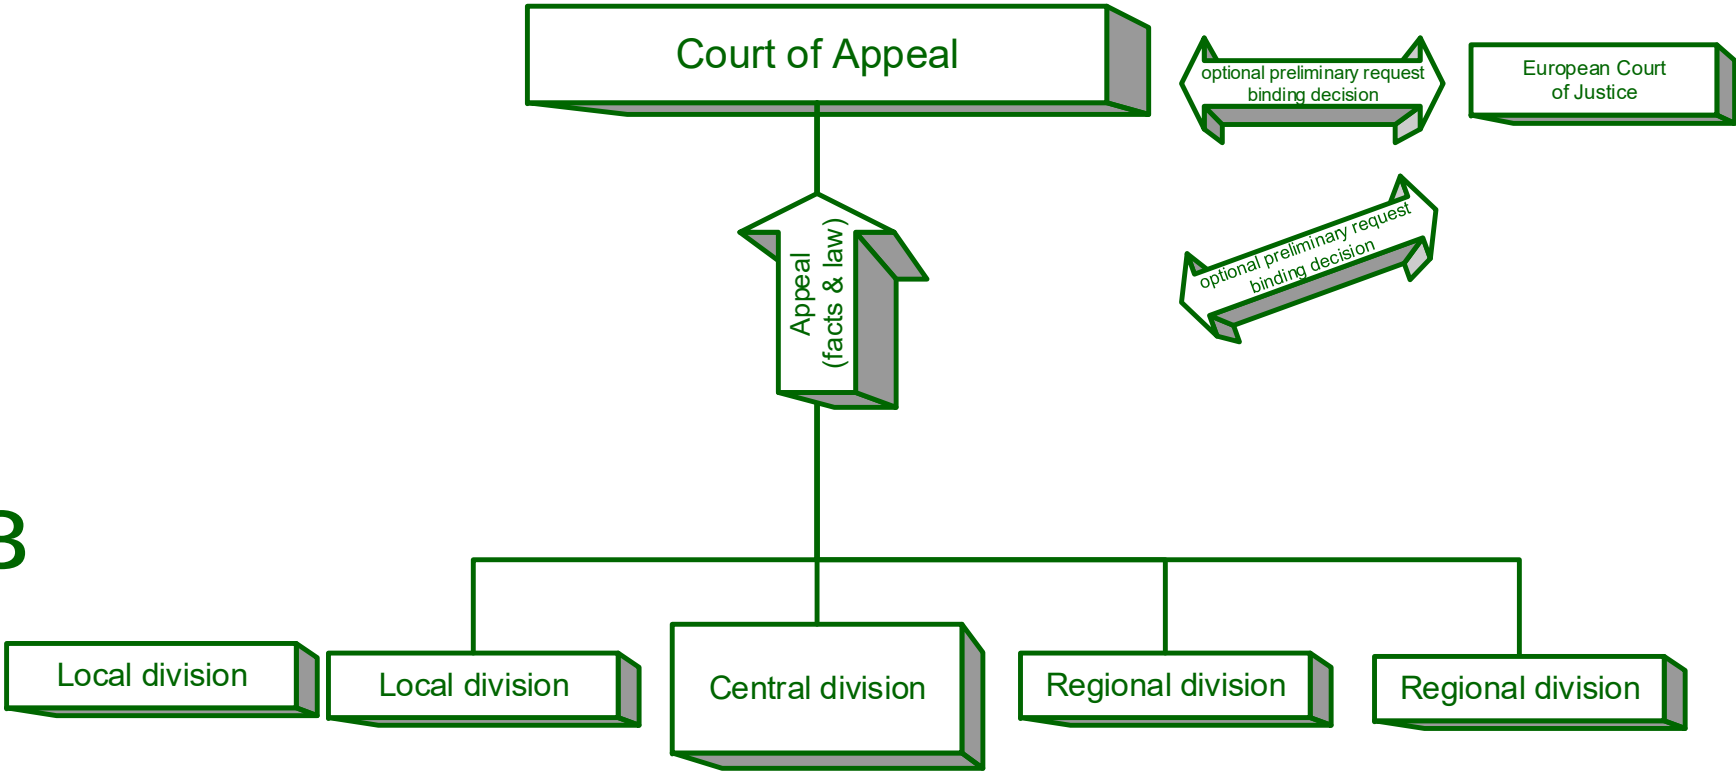 Court of Appeal
optional preliminary request
binding decision
European Court
of Justice
optional preliminary request
binding decision
Appeal
(facts & law)
B
Local division
Local division
Central division
Regional division
Regional division